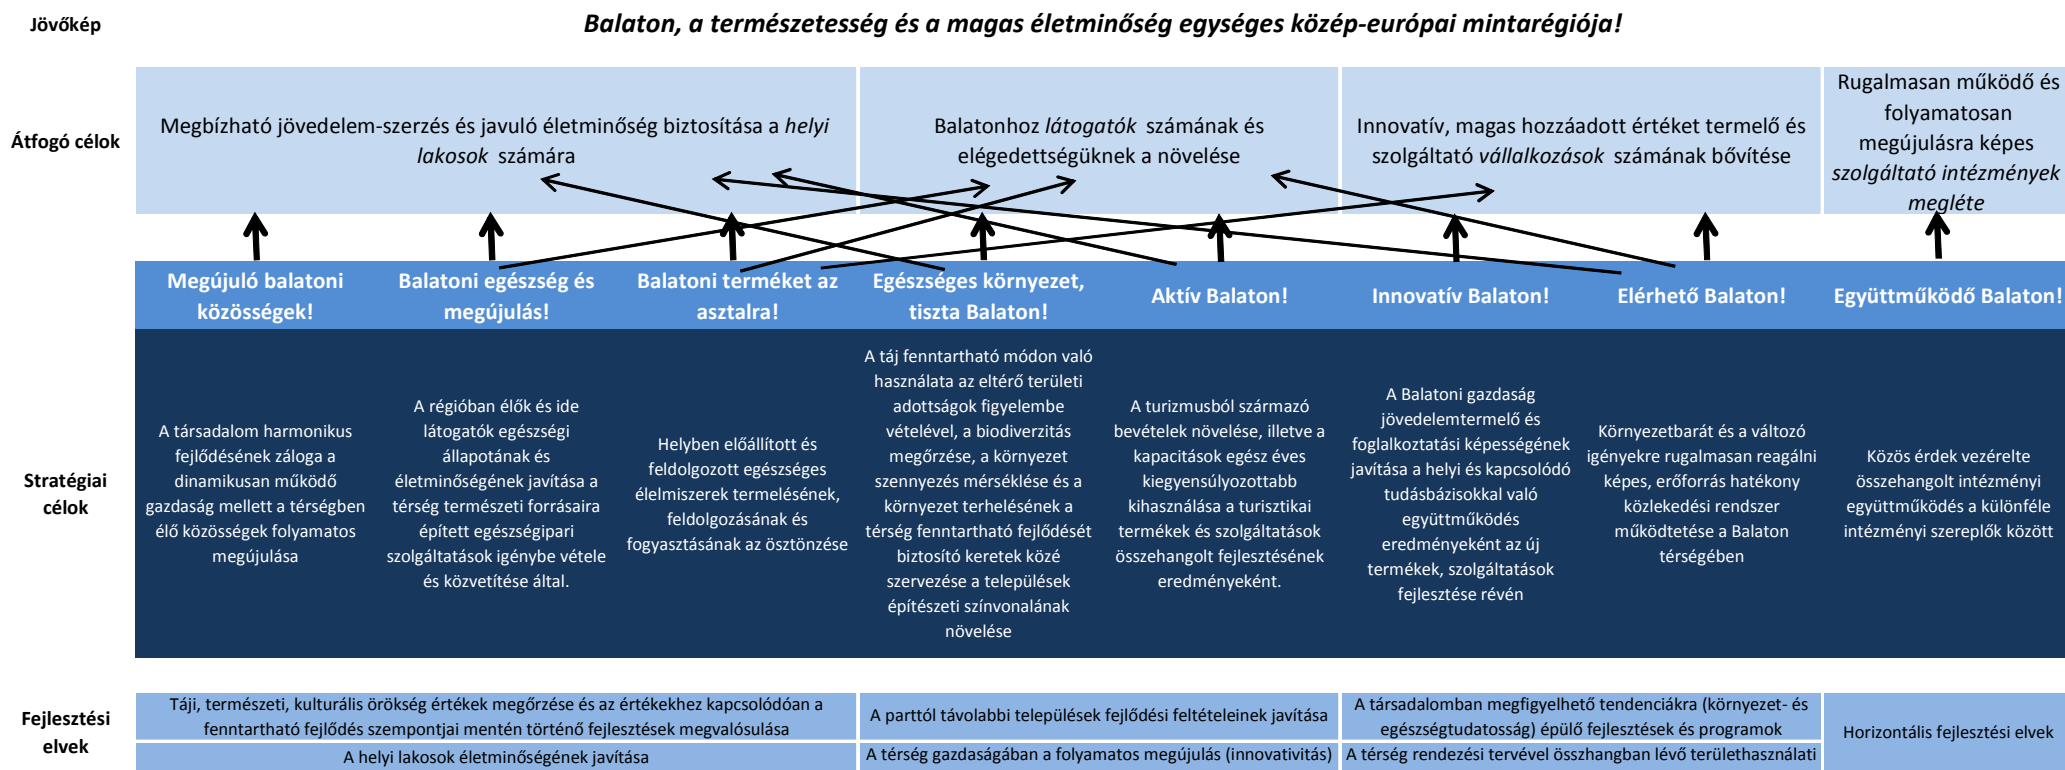 Jövőkép
Balaton, a természetesség és a magas életminőség egységes közép-európai mintarégiója!
Átfogó célok
Megbízható jövedelem-szerzés és javuló életminőség biztosítása a helyi
lakosok számára
Balatonhoz látogatók számának és
elégedettségüknek a növelése
Innovatív, magas hozzáadott értéket termelő és
szolgáltató vállalkozások számának bővítése
Rugalmasan működő és
folyamatosan
megújulásra képes
szolgáltató intézmények
megléte
Megújuló balatoni
közösségek!
Balatoni egészség és
megújulás!
Balatoni terméket az
asztalra!
Egészséges környezet,
tiszta Balaton!
Aktív Balaton!
Innovatív Balaton!
Elérhető Balaton!
Együttműködő Balaton!
Stratégiai
célok
A társadalom harmonikus
fejlődésének záloga a
dinamikusan működő
gazdaság mellett a térségben
élő közösségek folyamatos
megújulása
A régióban élők és ide
látogatók egészségi
állapotának és
életminőségének javítása a
térség természeti forrásaira
épített egészségipari
szolgáltatások igénybe vétele
és közvetítése által.
Helyben előállított és
feldolgozott egészséges
élelmiszerek termelésének,
feldolgozásának és
fogyasztásának az ösztönzése
A táj fenntartható módon való
használata az eltérő területi
adottságok figyelembe
vételével, a biodiverzitás
megőrzése, a környezet
szennyezés mérséklése és a
környezet terhelésének a
térség fenntartható fejlődését
biztosító keretek közé
szervezése a települések
építészeti színvonalának
növelése
A turizmusból származó
bevételek növelése, illetve a
kapacitások egész éves
kiegyensúlyozottabb
kihasználása a turisztikai
termékek és szolgáltatások
összehangolt fejlesztésének
eredményeként.
A Balatoni gazdaság
jövedelemtermelő és
foglalkoztatási képességének
javítása a helyi és kapcsolódó
tudásbázisokkal való
együttműködés
eredményeként az új
termékek, szolgáltatások
fejlesztése révén
Környezetbarát és a változó
igényekre rugalmasan reagálni
képes, erőforrás hatékony
közlekedési rendszer
működtetése a Balaton
térségében
Közös érdek vezérelte
összehangolt intézményi
együttműködés a különféle
intézményi szereplők között
Fejlesztési
elvek
Táji, természeti, kulturális örökség értékek megőrzése és az értékekhez kapcsolódóan a
fenntartható fejlődés szempontjai mentén történő fejlesztések megvalósulása
A parttól távolabbi települések fejlődési feltételeinek javítása
A társadalomban megfigyelhető tendenciákra (környezet- és
egészségtudatosság) épülő fejlesztések és programok
Horizontális fejlesztési elvek
A helyi lakosok életminőségének javítása
A térség gazdaságában a folyamatos megújulás (innovativitás)
A térség rendezési tervével összhangban lévő területhasználati